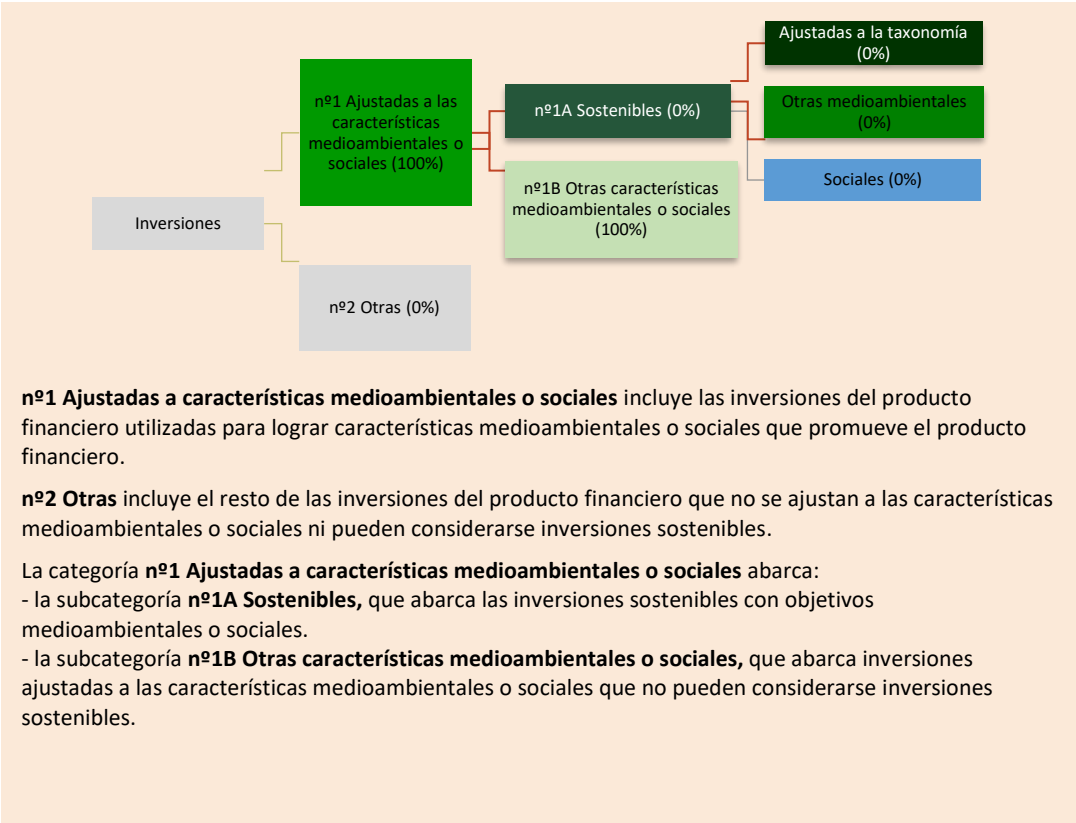 Ajustadas a la taxonomía
(0%)
nº1 Ajustadas a las
características
medioambientales o
sociales (100%)
nº1A Sostenibles (0%)
Otras medioambientales
(0%)
Sociales (0%)
nº1B Otras características
medioambientales o sociales
(100%)
Inversiones
nº2 Otras (0%)
nº1 Ajustadas a características medioambientales o sociales incluye las inversiones del producto
financiero utilizadas para lograr características medioambientales o sociales que promueve el producto
financiero.
nº2 Otras incluye el resto de las inversiones del producto financiero que no se ajustan a las características
medioambientales o sociales ni pueden considerarse inversiones sostenibles.
La categoría nº1 Ajustadas a características medioambientales o sociales abarca:
- la subcategoría nº1A Sostenibles, que abarca las inversiones sostenibles con objetivos
medioambientales o sociales.
- la subcategoría nº1B Otras características medioambientales o sociales, que abarca inversiones
ajustadas a las características medioambientales o sociales que no pueden considerarse inversiones
sostenibles.